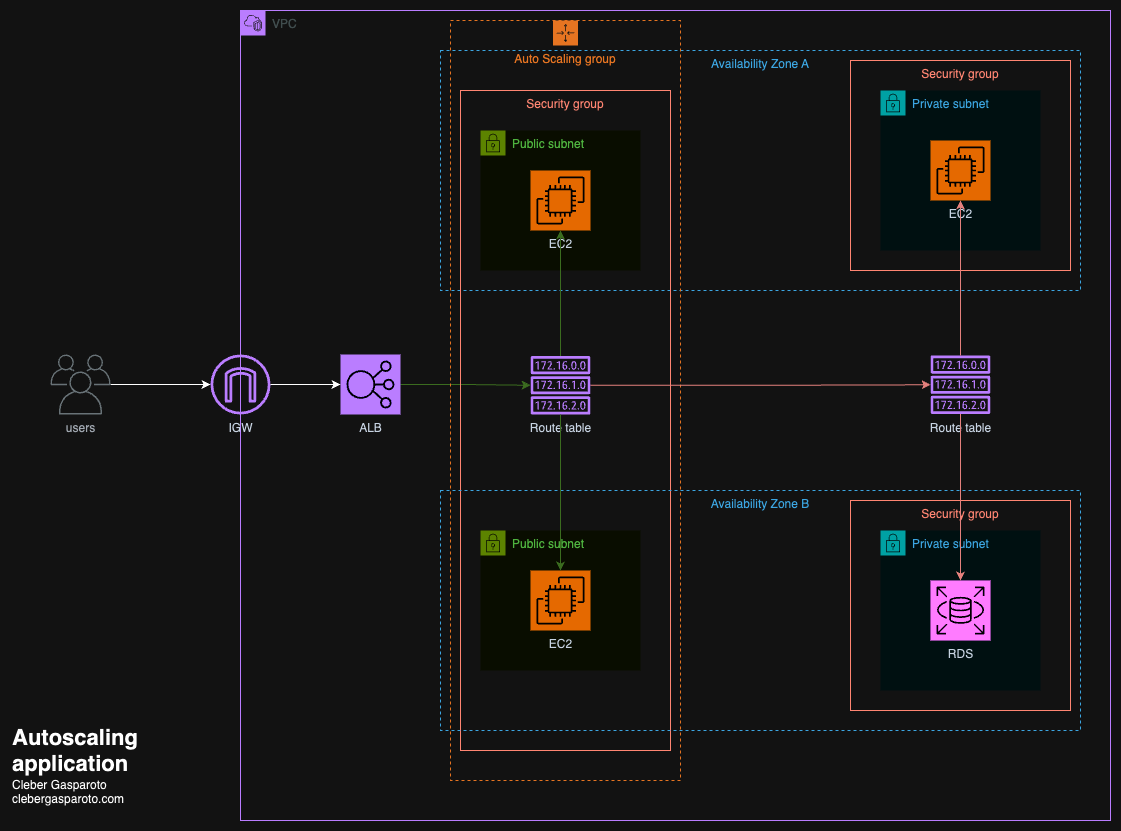 VPC
Auto Scaling group
Availability Zone A
Security group
Security group
Private subnet
Public subnet
EC2
EC2
172.16.0.0
172.16.1.0
172.16.2.0
172.16.0.0
172.16.1.0
172.16.2.0
users
IGW
ALB
Route table
Route table
Availability Zone B
Security group
Public subnet
Private subnet
EC2
RDS
Autoscaling
application
Cleber Gasparoto
clebergasparoto.com